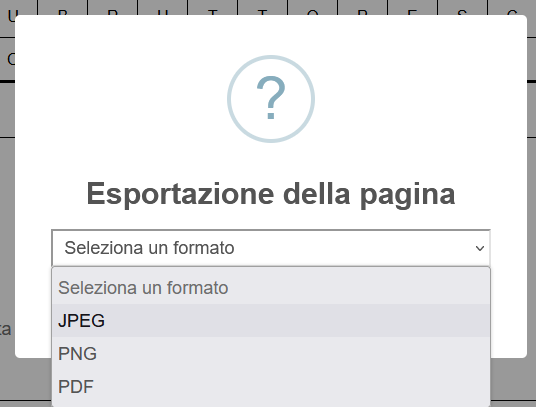 ?
Esportazione della pagina
Seleziona un formato
Seleziona un formato
JPEG
PNG
PDF